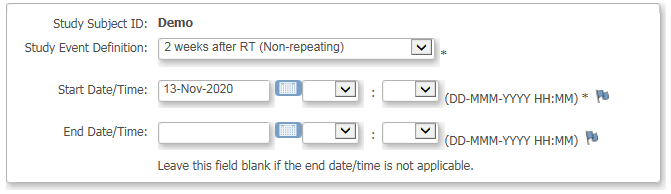 Study Subject ID: Demo
Study Event Definition: 2 weeks after RT (Non-repeating) *
Start Date/Time: 13-Nov-2020 : (DD-MMM-YYYY HH:MM) *
End Date/Time: : (DD-MMM-YYYY HH:MM)
Leave this field blank if the end date/time is not applicable.